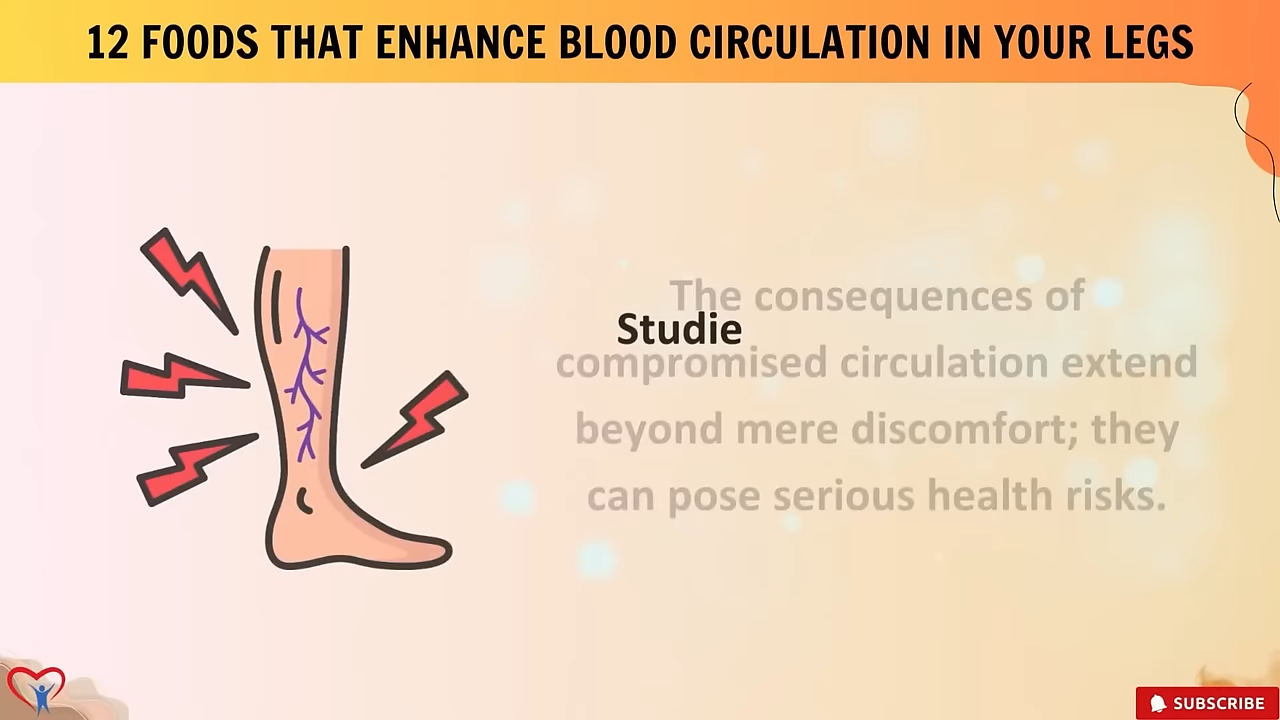 12 FOODS THAT ENHANCE BLOOD CIRCULATION IN YOUR LEGS
The consequences of
Studie
compromised circulation extend
beyond mere discomfort; they
can pose serious health risks.
SUBSCRIBE